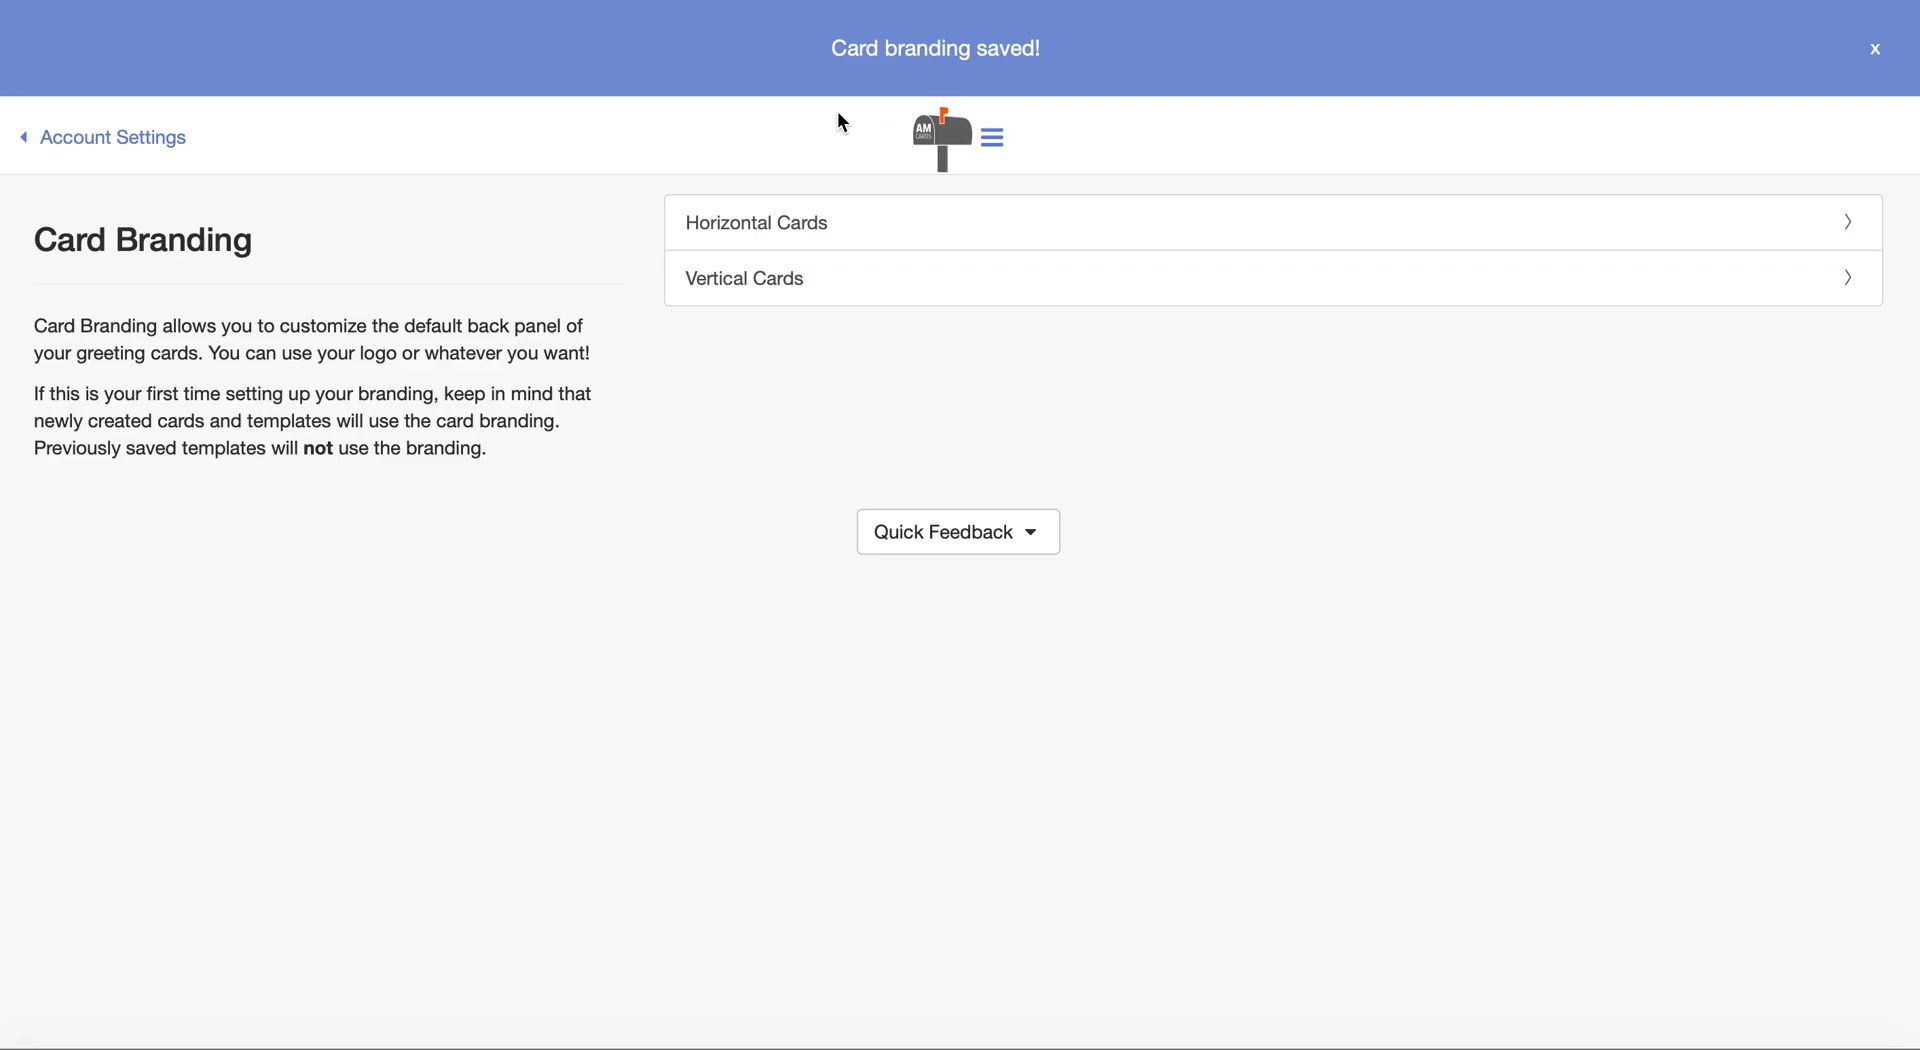 Card branding saved!
x
Account Settings
AM
CARDS
Card Branding
Card Branding allows you to customize the default back panel of
your greeting cards. You can use your logo or whatever you want!
If this is your first time setting up your branding, keep in mind that
newly created cards and templates will use the card branding.
Previously saved templates will not use the branding.
Horizontal Cards
Vertical Cards
Quick Feedback